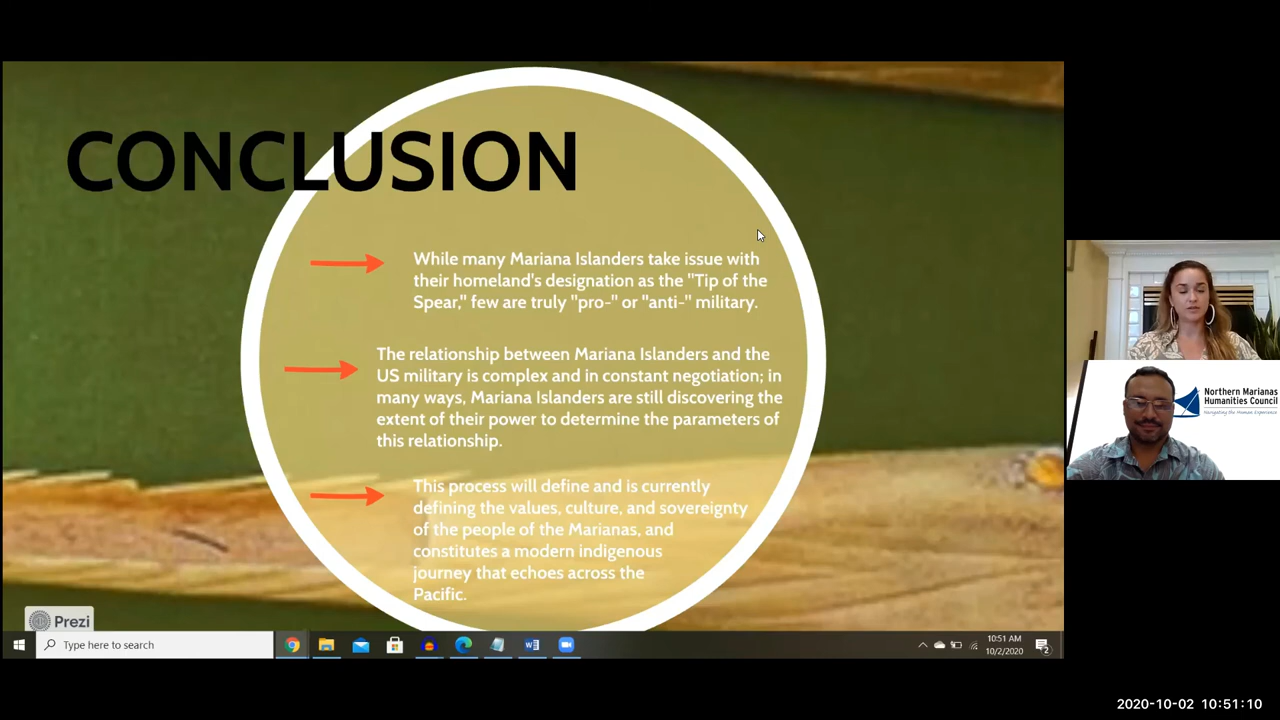 CONCLUSION
While many Mariana Islanders take issue with
their homeland's designation as the "Tip of the
Spear," few are truly "pro-" or "anti-" military.
The relationship between Mariana Islanders and the
US military is complex and in constant negotiation; in
many ways, Mariana Islanders are still discovering the
extent of their power to determine the parameters of
this relationship.
This process will define and is currently
defining the values, culture, and sovereignty
of the people of the Marianas, and
constitutes a modern indigenous
journey that echoes across the
Pacific.
Prezi
Type here to search
10:51 AM
10/2/2020
2
Northern Marianas
Humanities Council
Navigating the Human Experience
2020-10-02 10:51:10